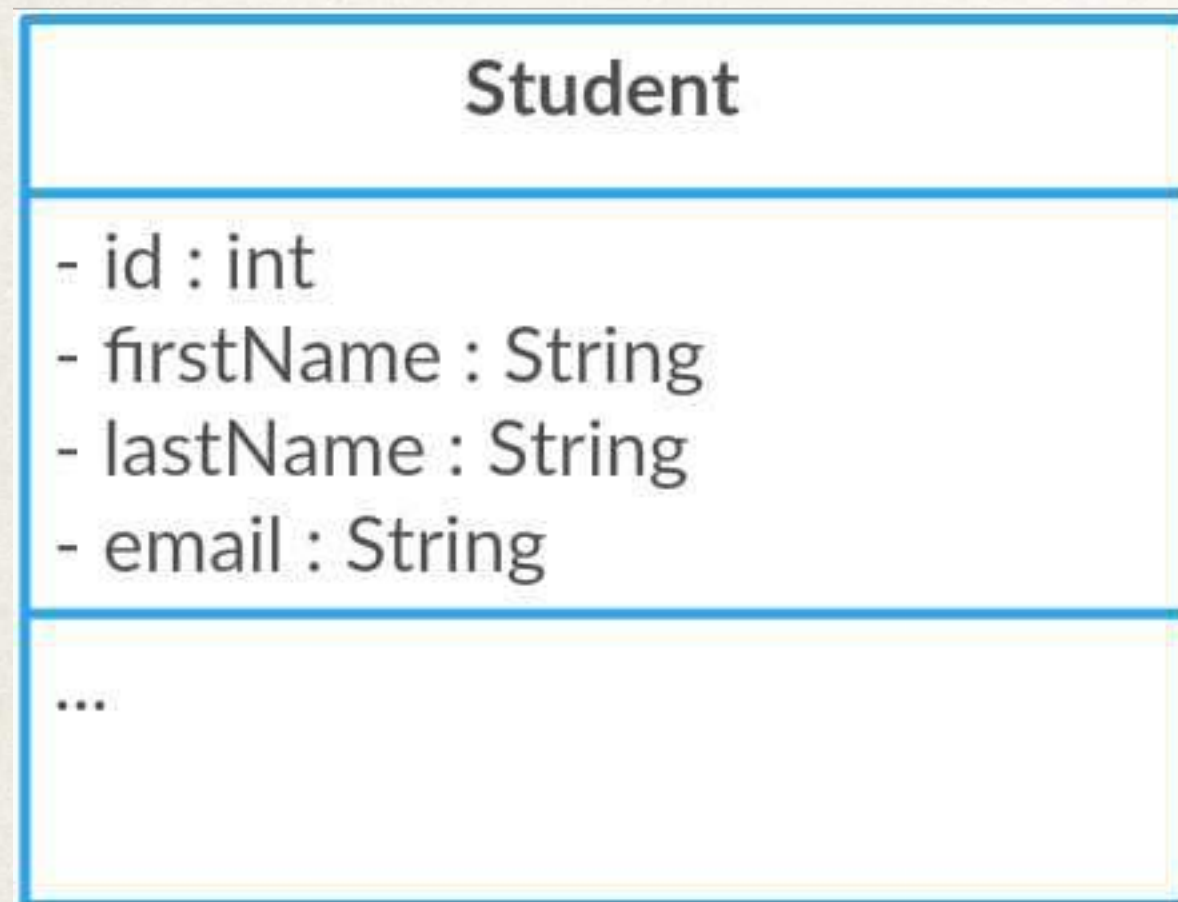 Student
- id : int
- firstName : String
- lastName : String
- email : String
...